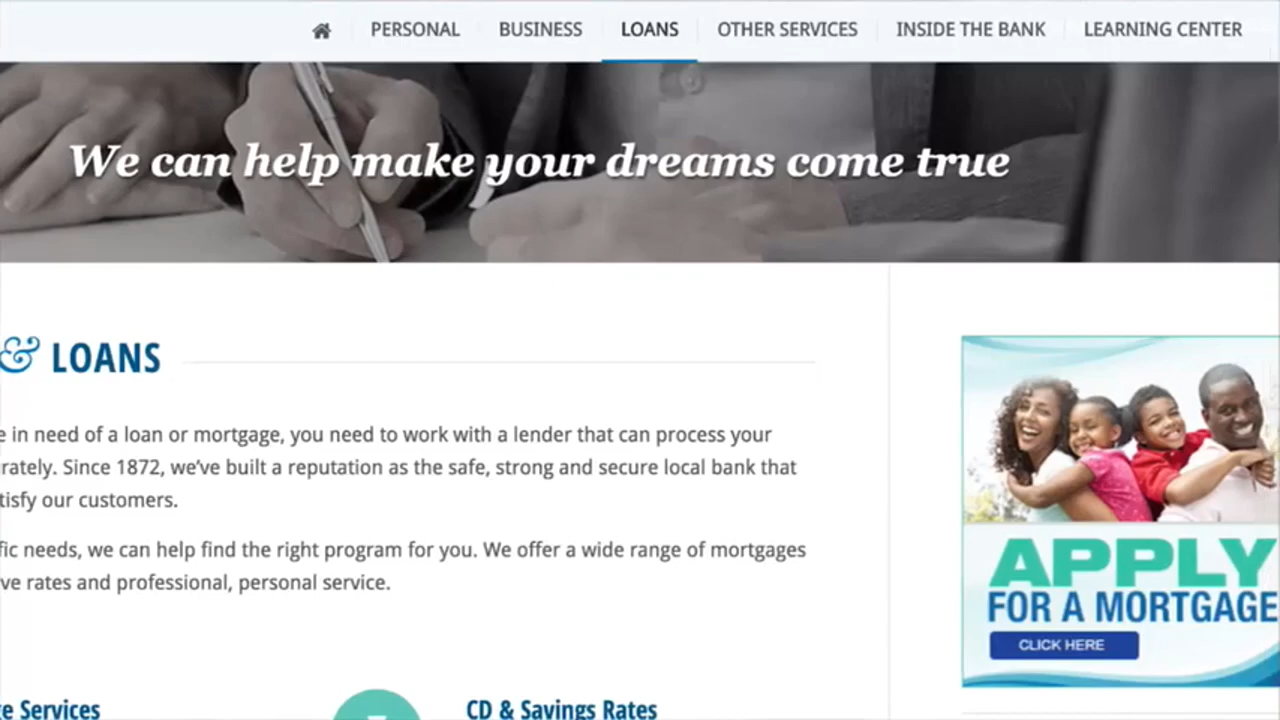 PERSONAL BUSINESS LOANS OTHER SERVICES INSIDE THE BANK LEARNING CENTER
We can help make your dreams come true
& LOANS
e in need of a loan or mortgage, you need to work with a lender that can process your
rately. Since 1872, we've built a reputation as the safe, strong and secure local bank that
tisfy our customers.
fic needs, we can help find the right program for you. We offer a wide range of mortgages
ve rates and professional, personal service.
APPLY
FOR A MORTGAGE
CLICK HERE
e Services
CD & Savings Rates